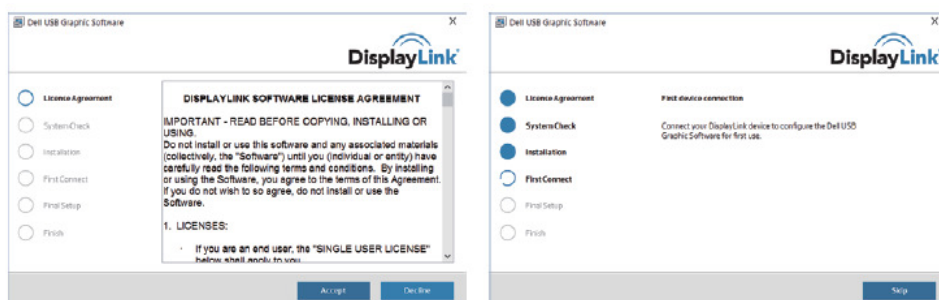 Dell USB Graphic Software
X
DisplayLink
Licence Agreement
System Check
Installation
First Connect
Final Setup
Finish
DISPLAYLINK SOFTWARE LICENSE AGREEMENT
IMPORTANT - READ BEFORE COPYING, INSTALLING OR
USING.
Do not install or use this software and any associated materials
(collectively, the "Software") until you (individual or entity) have
carefully read the following terms and conditions. By installing
or using the Software, you agree to the terms of this Agreement.
If you do not wish to so agree, do not install or use the
Software.
1. LICENSES:
· If you are an end user, the "SINGLE USER LICENSE"
below shall apply to you
Accept
Decline
Dell USB Graphic Software
X
DisplayLink
Licence Agreement
System Check
Installation
First Connect
Final Setup
Finish
First device connection
Connect your DisplayLink device to configure the Dell USB
Graphic Software for first use.
Skip